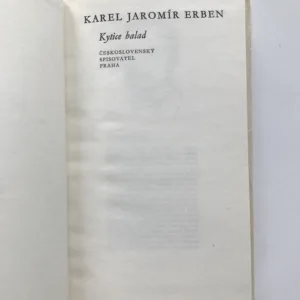 KAREL JAROMÍR ERBEN
Kytice balad
ČESKOSLOVENSKÝ
SPISOVATEL
PRAHA